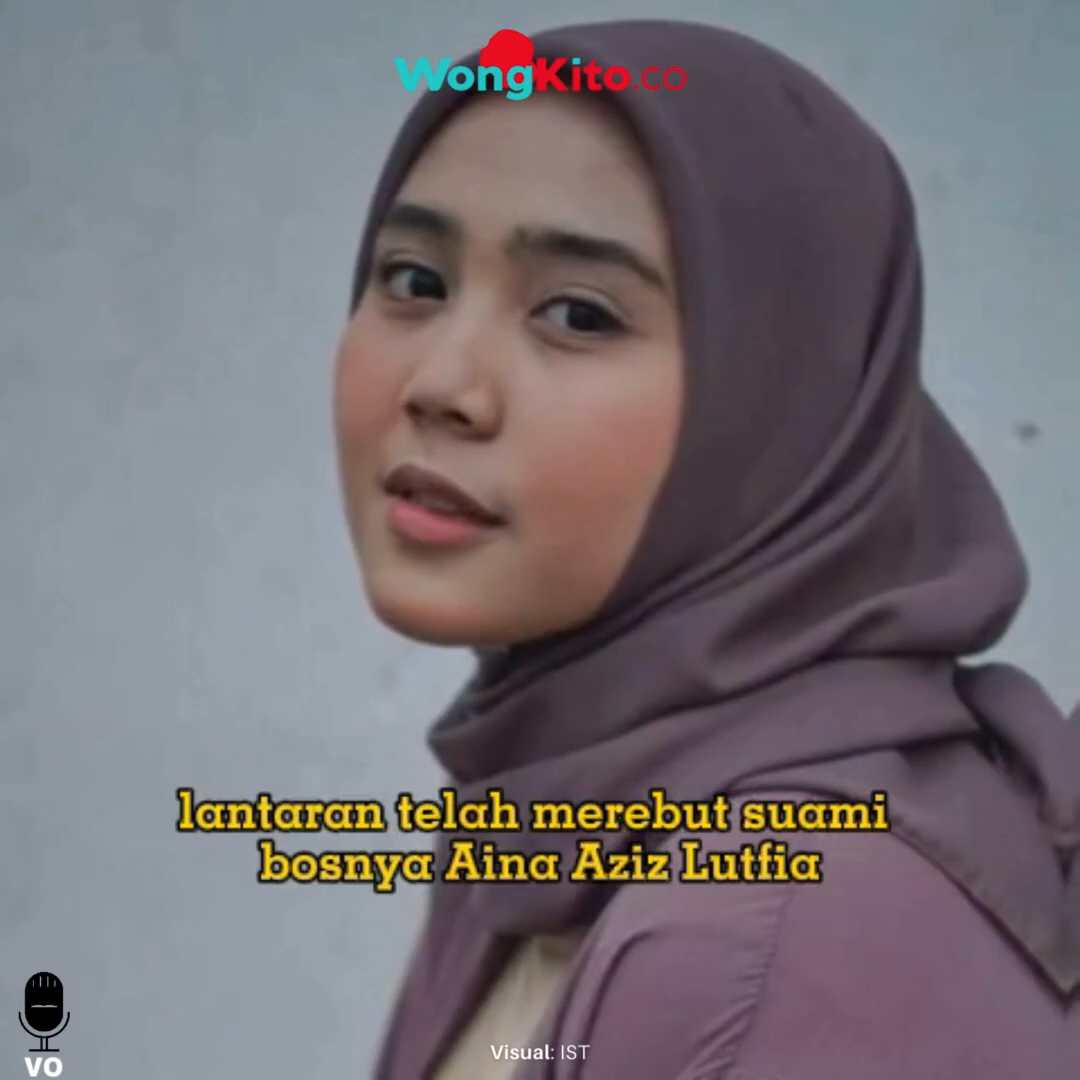 WongKito.co
lantaran telah merebut suami
bosnya Aina Aziz Lutfia
VO
Visual: IST